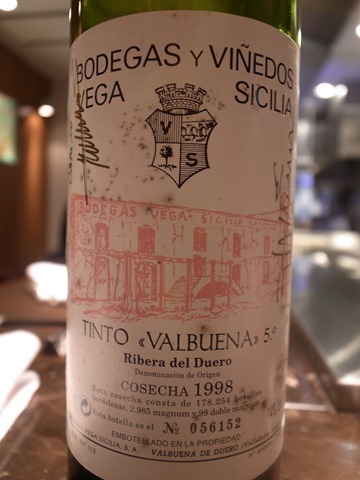 BODEGAS Y VIÑEDOS
VEGA SICILIA
V S
BODEGAS "VEGA SICILIA
TINTO «VALBUENA» 5.º
Ribera del Duero
Denominación de Origen
COSECHA 1998
Esta cosecha consta de 178.254 botellas
bordelesas, 2.985 magnum y 98 doble magnum
Esta botella es el Nº 056152
EMBOTELLADO EN LA PROPIEDAD
VEGA SICILIA, S. A. VALBUENA DE DUERO